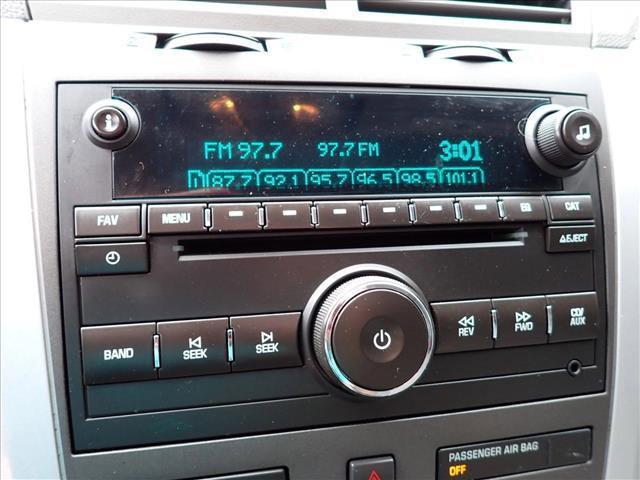 FM 97.7 97.7 FM 3:01
87.7 92.1 95.7 96.5 98.5 101.1
FAV MENU EQ CAT
EJECT
BAND SEEK SEEK REV FWD CD/AUX
PASSENGER AIR BAG
OFF